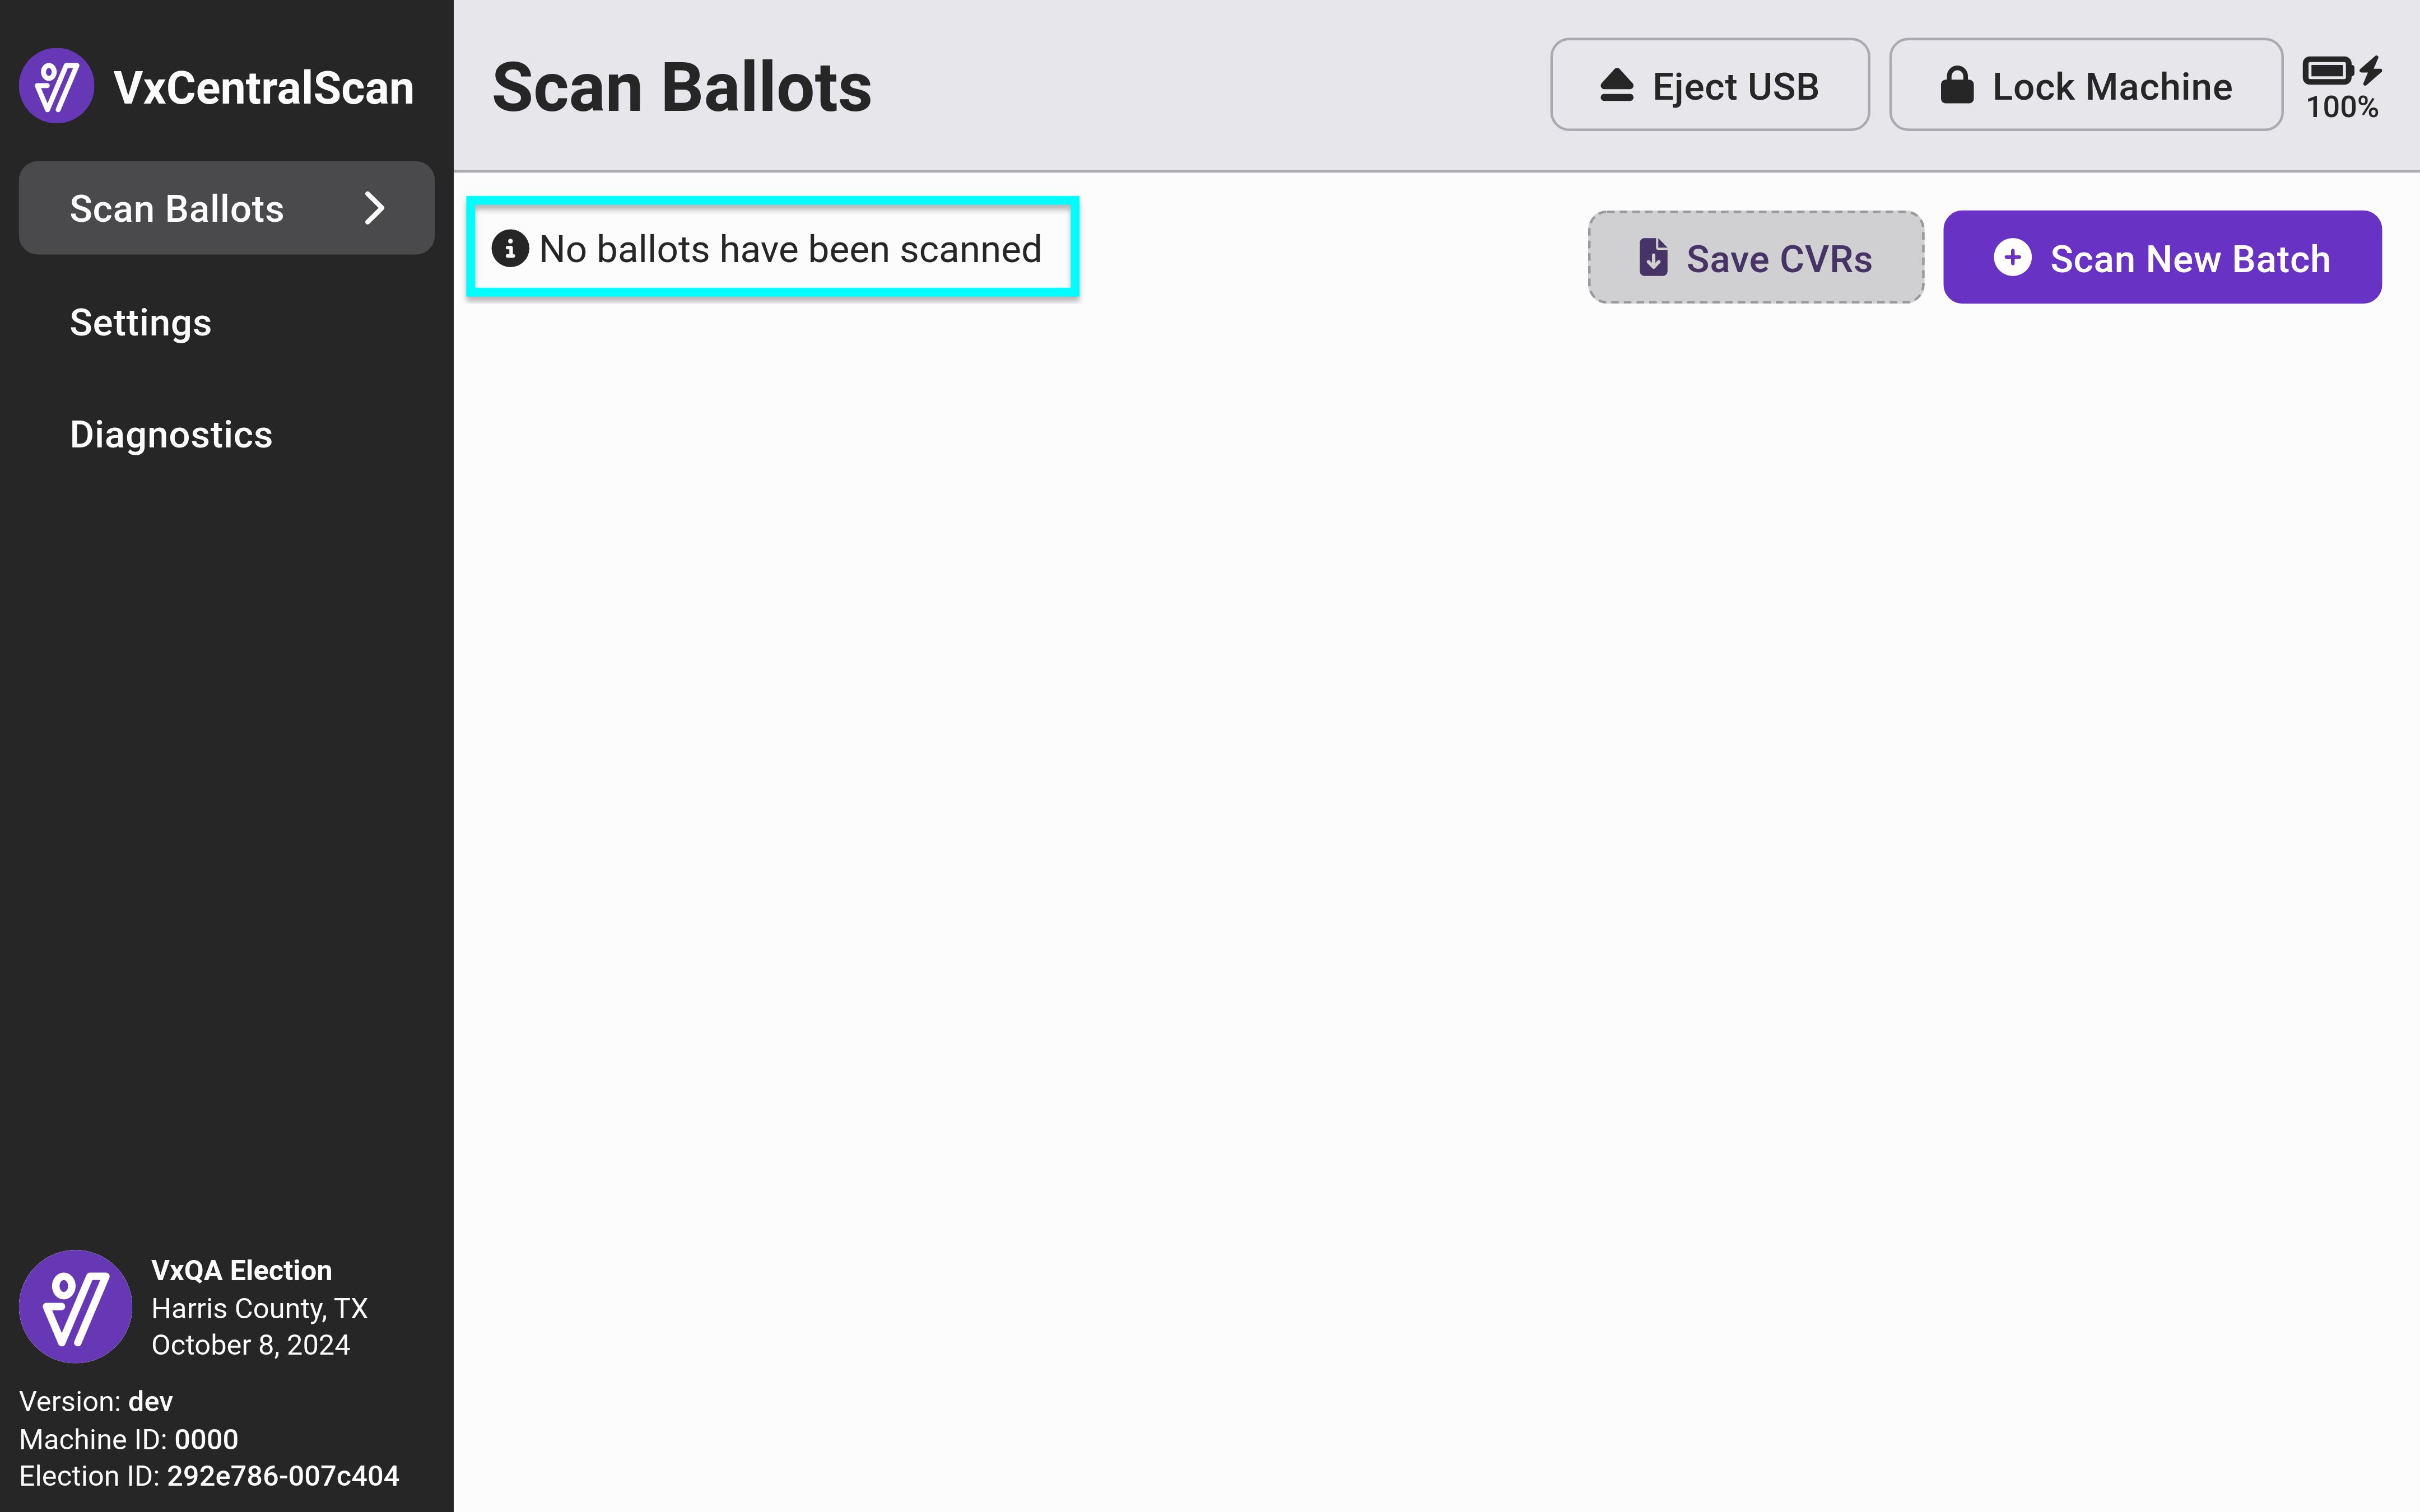 VxCentralScan
Scan Ballots
Settings
Diagnostics
VxQA Election
Harris County, TX
October 8, 2024
Version: dev
Machine ID: 0000
Election ID: 292e786-007c404
Scan Ballots
Eject USB
Lock Machine
100%
No ballots have been scanned
Save CVRs
Scan New Batch